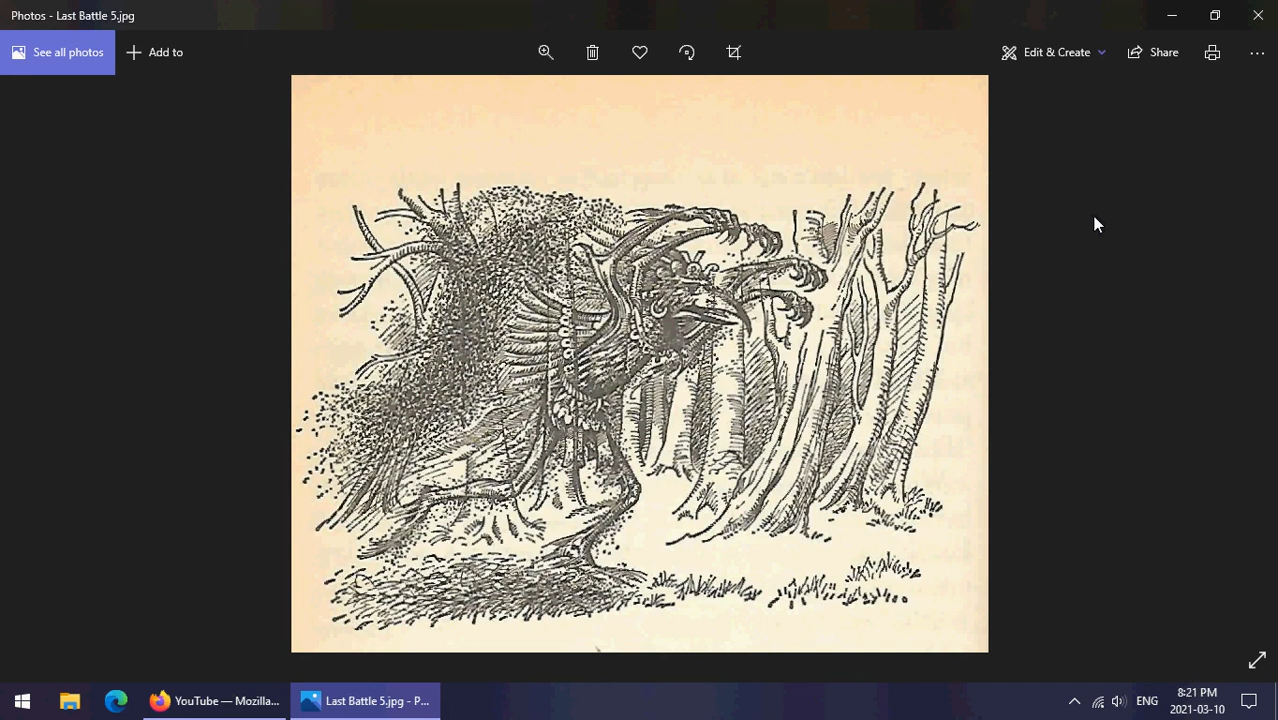 Photos - Last Battle 5.jpg
See all photos
Add to
Edit & Create
Share
YouTube — Mozilla...
Last Battle 5.jpg - P...
ENG
8:21 PM
2021-03-10